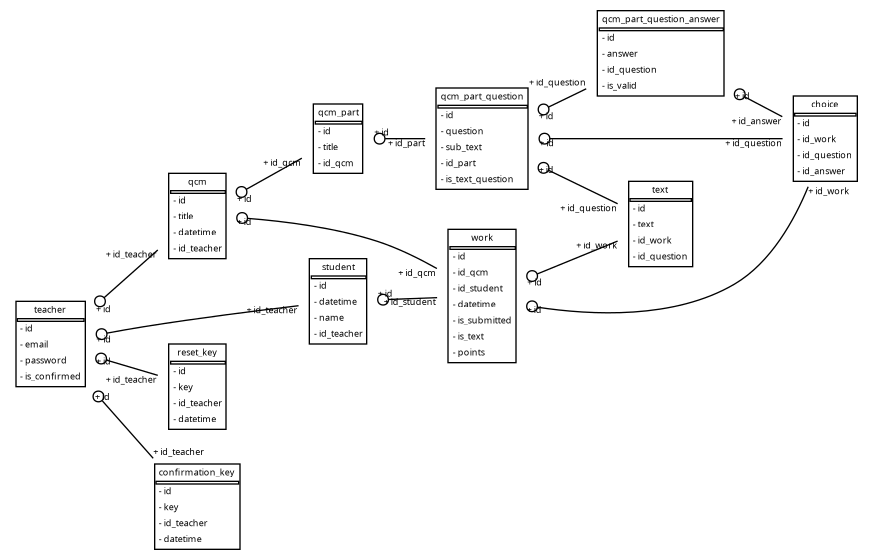 qcm_part_question_answer
- id
- answer
- id_question
- is_valid
+ id_question
+ id
qcm_part_question
- id
- question
- sub_text
- id_part
- is_text_question
+ id
+ id
+ id
choice
- id
- id_work
- id_question
- id_answer
+ id_answer
+ id_question
+ id_work
qcm_part
- id
- title
- id_qcm
+ id
+ id_part
+ id_qcm
qcm
- id
- title
- datetime
- id_teacher
+ id
+ id
text
- id
- text
- id_work
- id_question
+ id_question
+ id_work
work
- id
- id_qcm
- id_student
- datetime
- is_submitted
- is_text
- points
+ id_qcm
+ id_student
+ id
+ id
student
- id
- datetime
- name
- id_teacher
+ id
+ id_teacher
+ id_teacher
teacher
- id
- email
- password
- is_confirmed
+ id
+ id
+ id
+ id
reset_key
- id
- key
- id_teacher
- datetime
+ id_teacher
+ id_teacher
confirmation_key
- id
- key
- id_teacher
- datetime